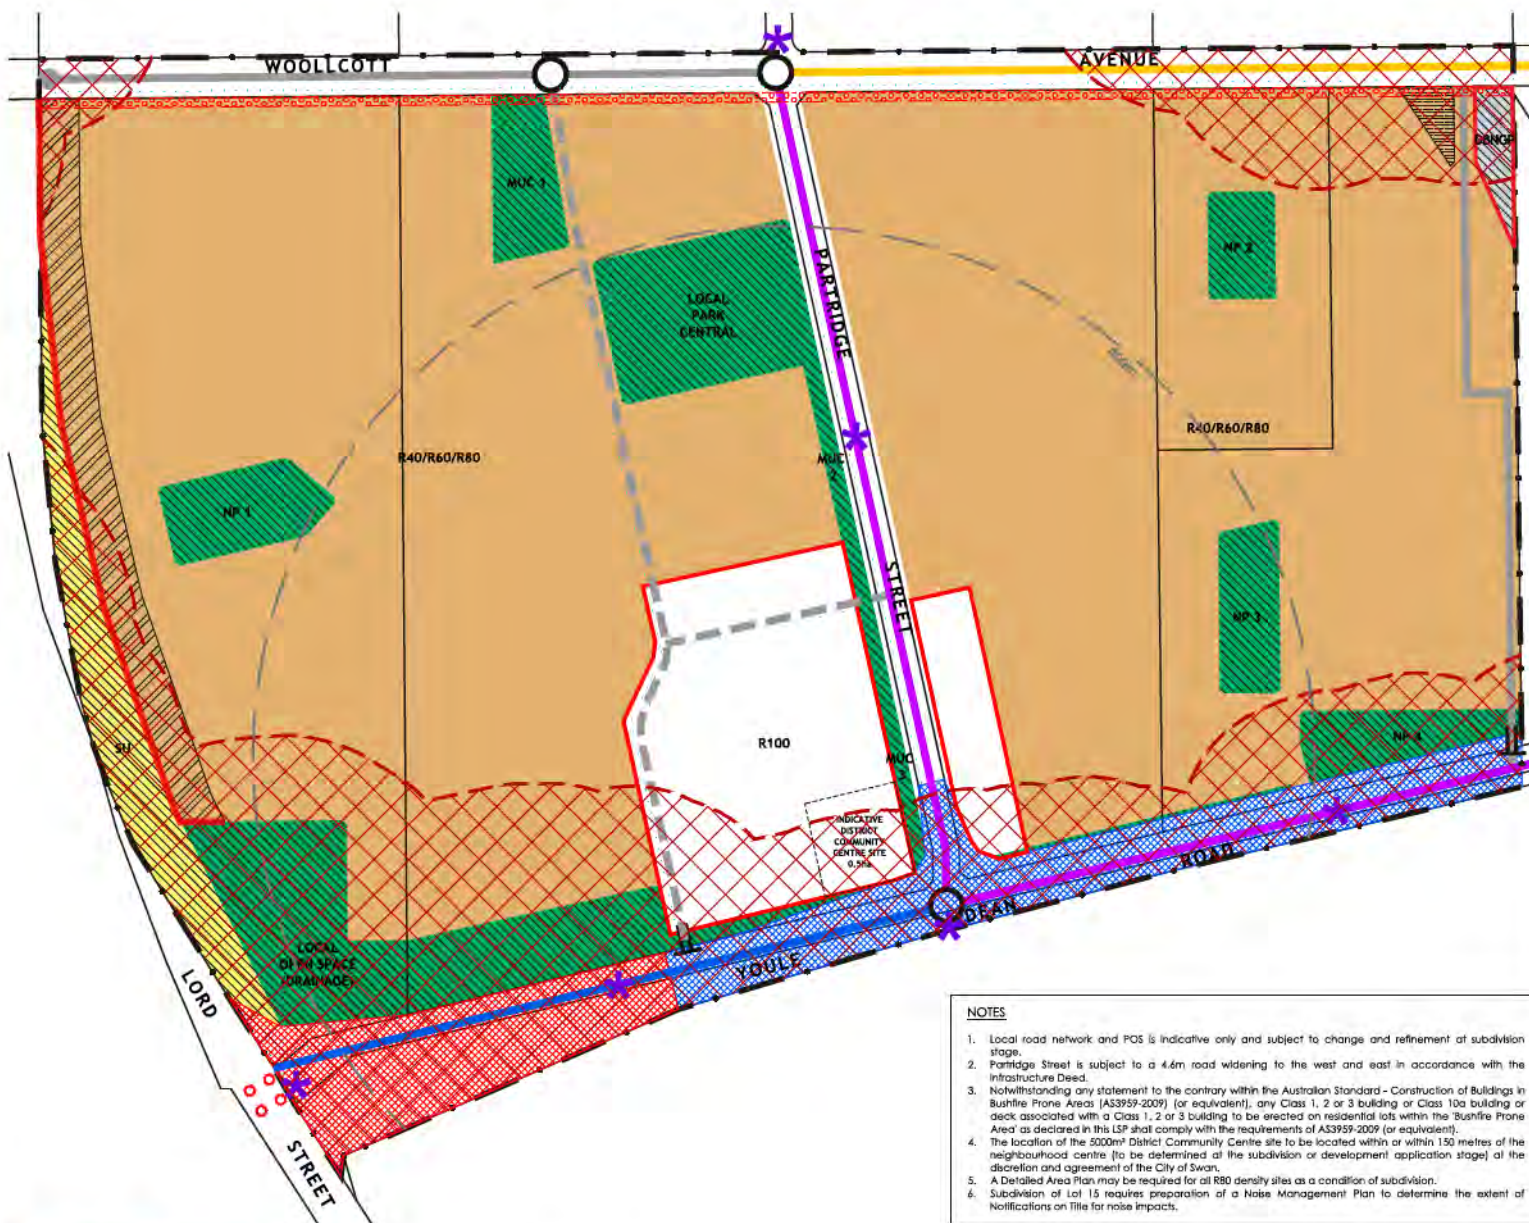 WOOLLCOTT
AVENUE
DBNGP
MUC 1
NP 2
PARTRIDGE
LOCAL
PARK
CENTRAL
R40/R60/R80
R40/R60/R80
MUC
NP 1
STREET
NP 3
SU
R100
MUC
3
NP 4
INDICATIVE
DISTRICT
COMMUNITY
CENTRE SITE
0.5ha
ROAD
DEAN
YOULE
LOCAL
OPEN SPACE
(DRAINAGE)
LORD
STREET
NOTES
1. Local road network and POS is indicative only and subject to change and refinement at subdivision
stage.
2. Partridge Street is subject to a 4.6m road widening to the west and east in accordance with the
Infrastructure Deed.
3. Notwithstanding any statement to the contrary within the Australian Standard – Construction of Buildings in
Bushfire Prone Areas (AS3959-2009) (or equivalent), any Class 1, 2 or 3 building or Class 10a building or
deck associated with a Class 1, 2 or 3 building to be erected on residential lots within the 'Bushfire Prone
Area' as declared in this LSP shall comply with the requirements of AS3959-2009 (or equivalent).
4. The location of the 5000m² District Community Centre site to be located within or within 150 metres of the
neighbourhood centre (to be determined at the subdivision or development application stage) at the
discretion and agreement of the City of Swan.
5. A Detailed Area Plan may be required for all R80 density sites as a condition of subdivision.
6. Subdivision of Lot 15 requires preparation of a Noise Management Plan to determine the extent of
Notifications on Title for noise impacts.